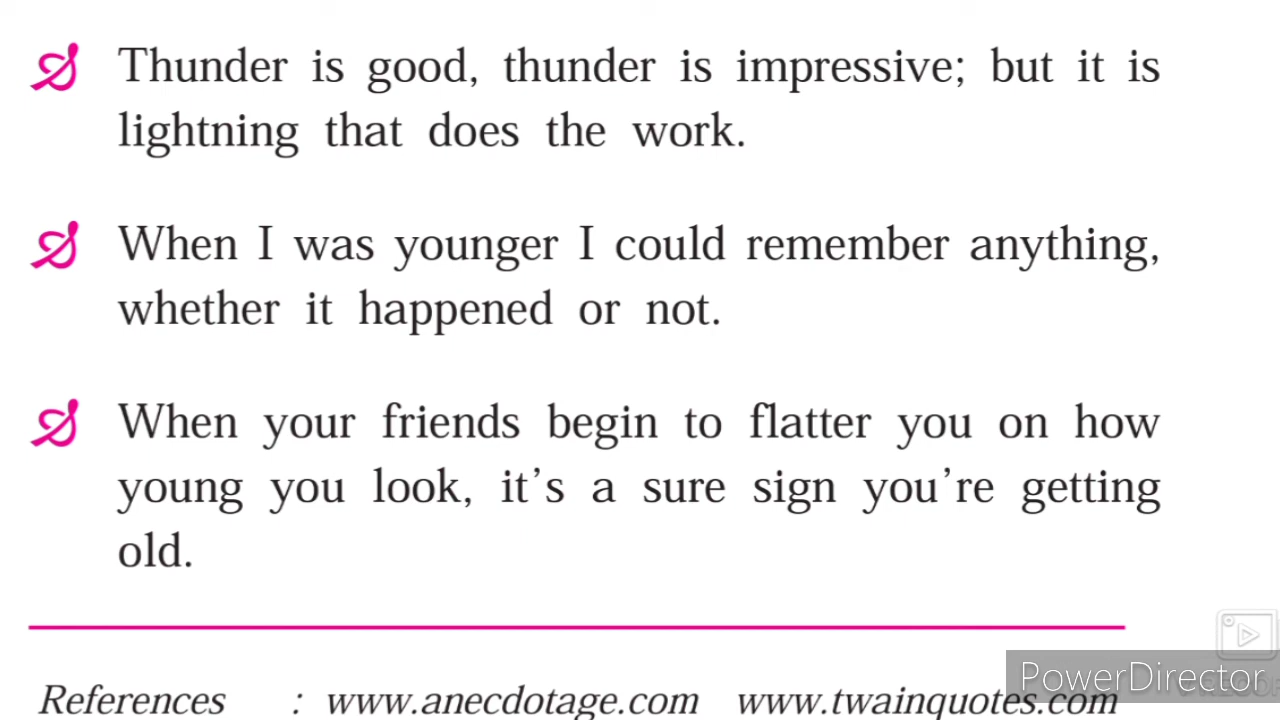 Thunder is good, thunder is impressive; but it is
lightning that does the work.
When I was younger I could remember anything,
whether it happened or not.
When your friends begin to flatter you on how
young you look, it’s a sure sign you’re getting
old.
References : www.anecdotage.com www.twainquotes.com
PowerDirector